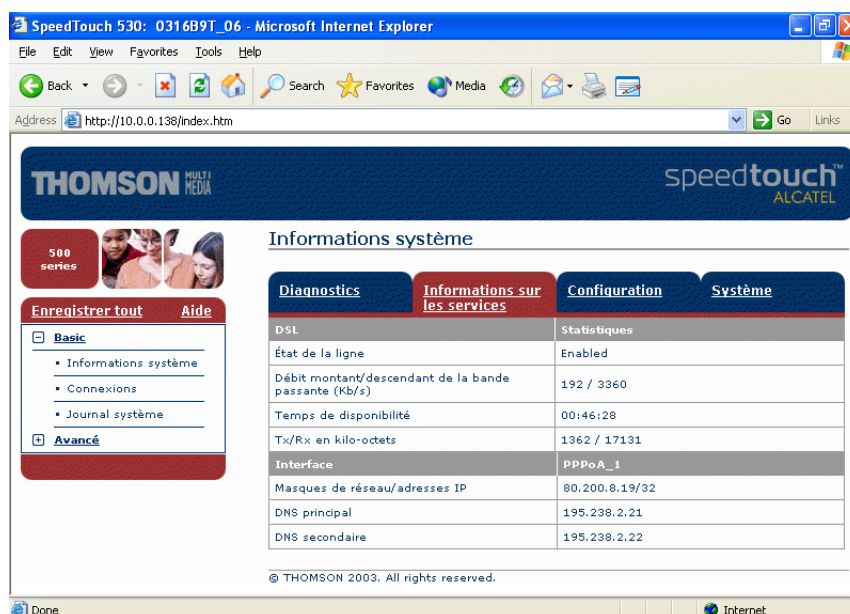 SpeedTouch 530: 0316B9T_06 - Microsoft Internet Explorer
File Edit View Favorites Tools Help
Back Search Favorites Media
Address http://10.0.0.138/index.htm Go Links
THOMSON MULTI MEDIA
speedtouch™
ALCATEL
500 series
Informations système
Diagnostics Informations sur les services Configuration Système
Enregistrer tout Aide
Basic
Informations système
Connexions
Journal système
Avancé
DSL Statistiques
État de la ligne Enabled
Débit montant/descendant de la bande passante (Kb/s) 192 / 3360
Temps de disponibilité 00:46:28
Tx/Rx en kilo-octets 1362 / 17131
Interface PPPoA_1
Masques de réseau/adresses IP 80.200.8.19/32
DNS principal 195.238.2.21
DNS secondaire 195.238.2.22
© THOMSON 2003. All rights reserved.
Done Internet